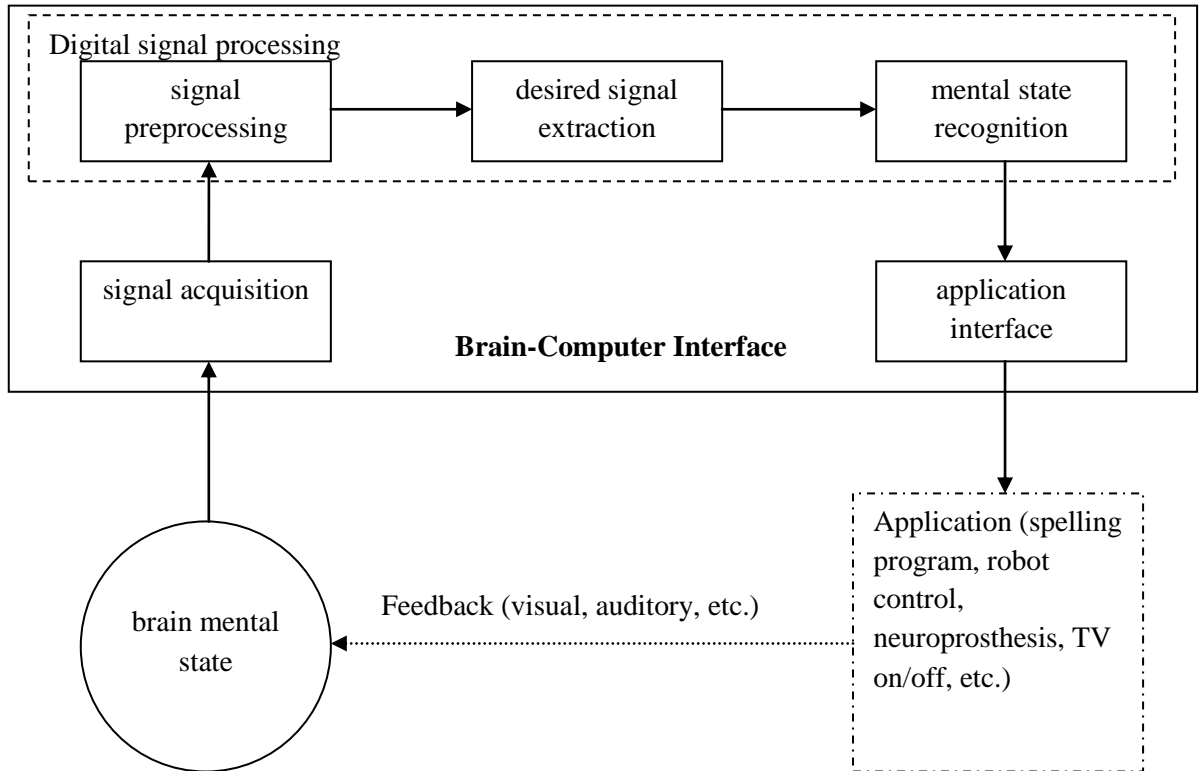 Digital signal processing
signal
preprocessing
desired signal
extraction
mental state
recognition
signal acquisition
application
interface
Brain-Computer Interface
brain mental
state
Feedback (visual, auditory, etc.)
Application (spelling
program, robot
control,
neuroprosthesis, TV
on/off, etc.)